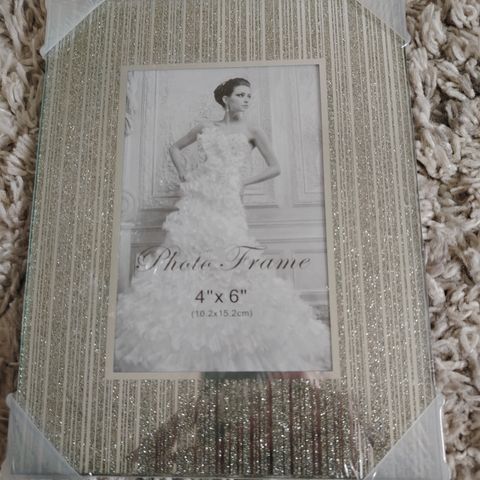 Photo Frame
4"x 6"
(10.2x15.2cm)